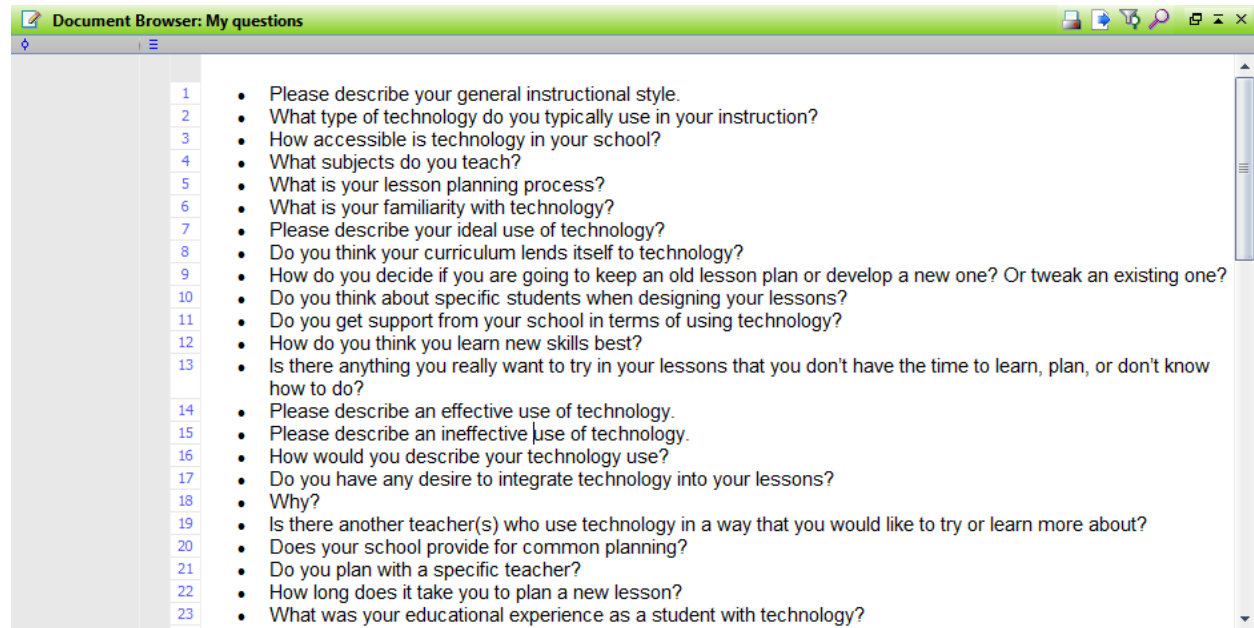 Document Browser: My questions
1 • Please describe your general instructional style.
2 • What type of technology do you typically use in your instruction?
3 • How accessible is technology in your school?
4 • What subjects do you teach?
5 • What is your lesson planning process?
6 • What is your familiarity with technology?
7 • Please describe your ideal use of technology?
8 • Do you think your curriculum lends itself to technology?
9 • How do you decide if you are going to keep an old lesson plan or develop a new one? Or tweak an existing one?
10 • Do you think about specific students when designing your lessons?
11 • Do you get support from your school in terms of using technology?
12 • How do you think you learn new skills best?
13 • Is there anything you really want to try in your lessons that you don’t have the time to learn, plan, or don’t know
how to do?
14 • Please describe an effective use of technology.
15 • Please describe an ineffective use of technology.
16 • How would you describe your technology use?
17 • Do you have any desire to integrate technology into your lessons?
18 • Why?
19 • Is there another teacher(s) who use technology in a way that you would like to try or learn more about?
20 • Does your school provide for common planning?
21 • Do you plan with a specific teacher?
22 • How long does it take you to plan a new lesson?
23 • What was your educational experience as a student with technology?